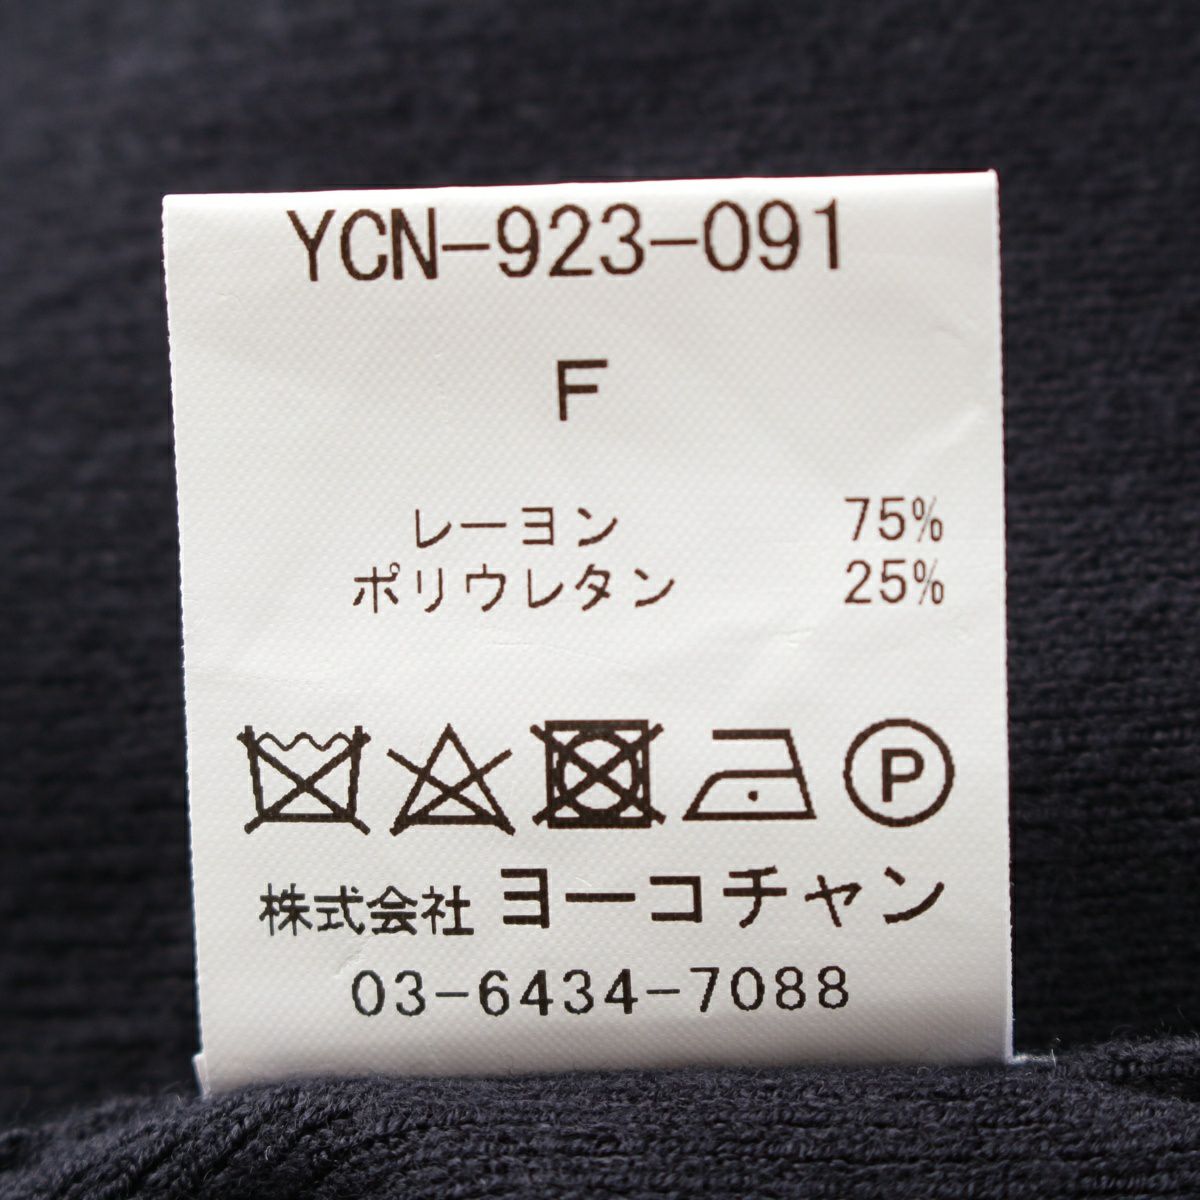 YCN-923-091
F
レーヨン 75%
ポリウレタン 25%
P
株式会社 ヨーコチャン
03-6434-7088